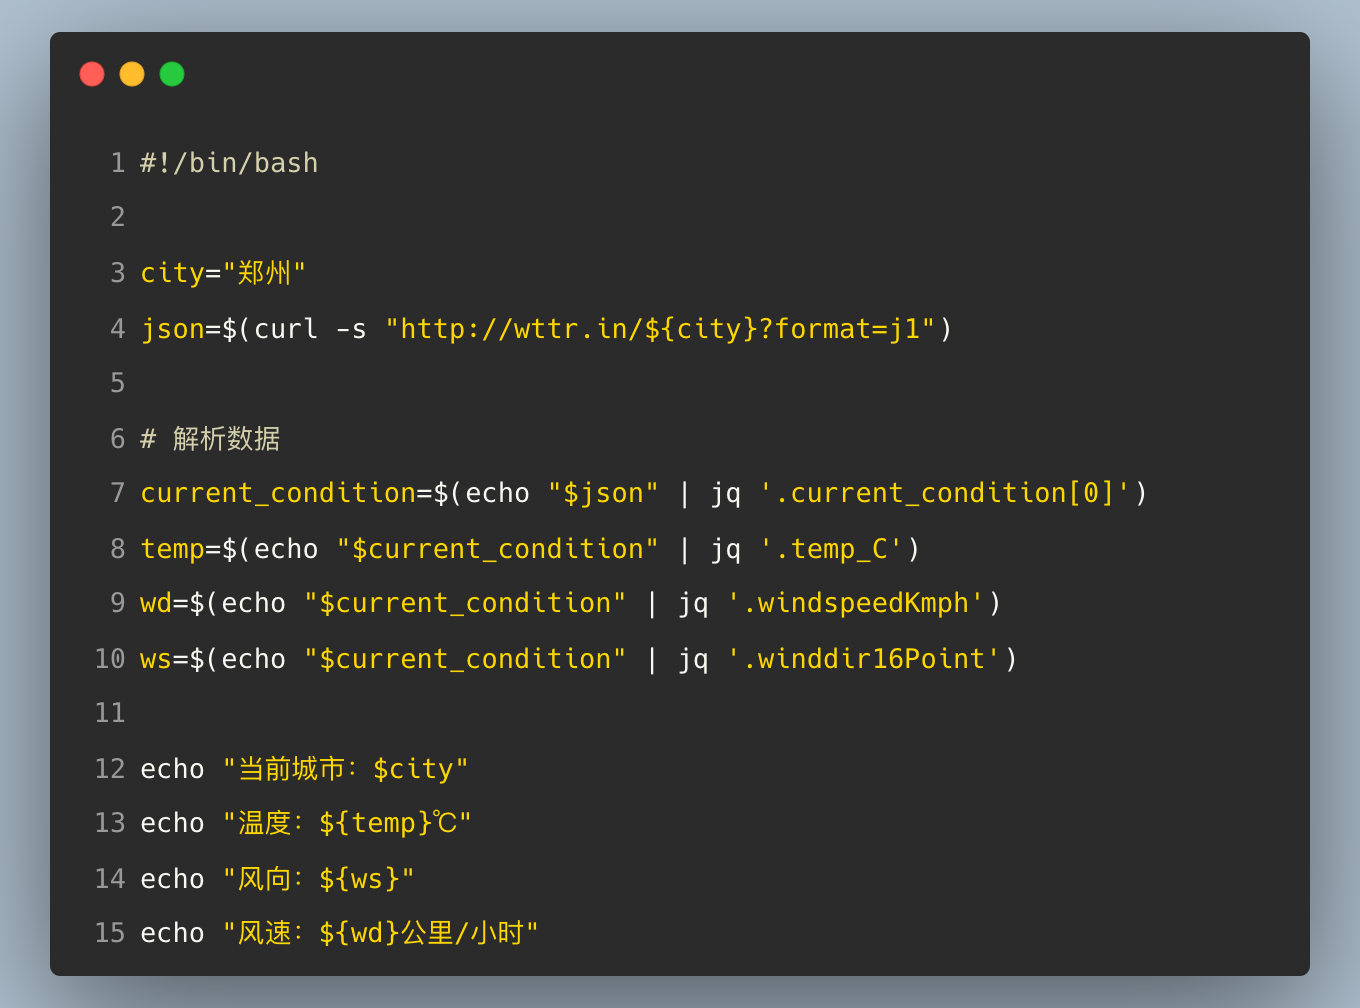 1 #!/bin/bash
2
3 city="郑州"
4 json=$(curl -s "http://wttr.in/${city}?format=j1")
5
6 # 解析数据
7 current_condition=$(echo "$json" | jq '.current_condition[0]')
8 temp=$(echo "$current_condition" | jq '.temp_C')
9 wd=$(echo "$current_condition" | jq '.windspeedKmph')
10 ws=$(echo "$current_condition" | jq '.winddir16Point')
11
12 echo "当前城市：$city"
13 echo "温度：${temp}℃"
14 echo "风向：${ws}"
15 echo "风速：${wd}公里/小时"